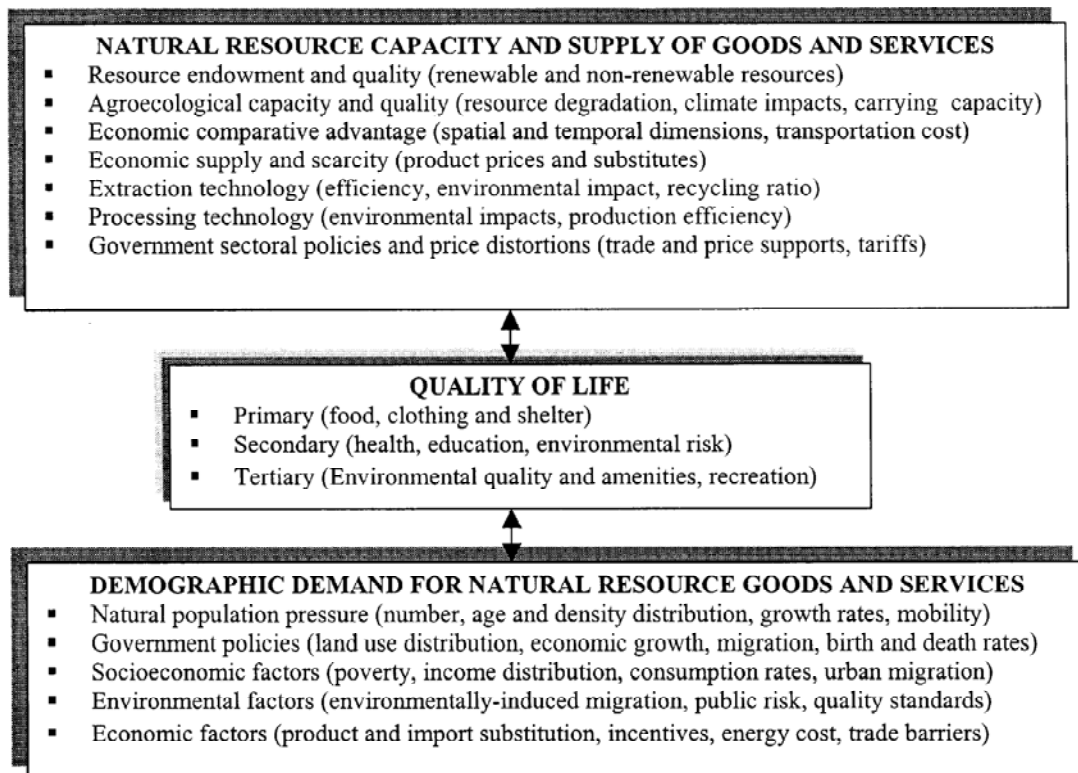 NATURAL RESOURCE CAPACITY AND SUPPLY OF GOODS AND SERVICES
▪ Resource endowment and quality (renewable and non-renewable resources)
▪ Agroecological capacity and quality (resource degradation, climate impacts, carrying capacity)
▪ Economic comparative advantage (spatial and temporal dimensions, transportation cost)
▪ Economic supply and scarcity (product prices and substitutes)
▪ Extraction technology (efficiency, environmental impact, recycling ratio)
▪ Processing technology (environmental impacts, production efficiency)
▪ Government sectoral policies and price distortions (trade and price supports, tariffs)
QUALITY OF LIFE
▪ Primary (food, clothing and shelter)
▪ Secondary (health, education, environmental risk)
▪ Tertiary (Environmental quality and amenities, recreation)
DEMOGRAPHIC DEMAND FOR NATURAL RESOURCE GOODS AND SERVICES
▪ Natural population pressure (number, age and density distribution, growth rates, mobility)
▪ Government policies (land use distribution, economic growth, migration, birth and death rates)
▪ Socioeconomic factors (poverty, income distribution, consumption rates, urban migration)
▪ Environmental factors (environmentally-induced migration, public risk, quality standards)
▪ Economic factors (product and import substitution, incentives, energy cost, trade barriers)